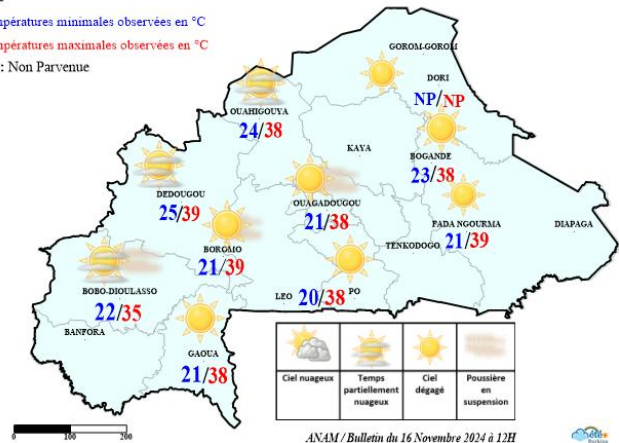 mpératures minimales observées en °C
mpératures maximales observées en °C
: Non Parvenue
GOROM-GOROM
DORI
NP/NP
OUAHIGOUYA
24/38
KAYA
BOGANDE
23/38
DEDOUGOU
25/39
OUAGADOUGOU
21/38
FADA NGOURMA
21/39
DIAPAGA
BOROMO
21/39
TENKODOGO
BOBO-DIOULASSO
22/35
LEO
20/38
PO
BANFORA
GAOUA
21/38
Ciel nuageux
Temps partiellement nuageux
Ciel dégagé
Poussière en suspension
0 100 200
ANAM / Bulletin du 16 Novembre 2024 à 12H